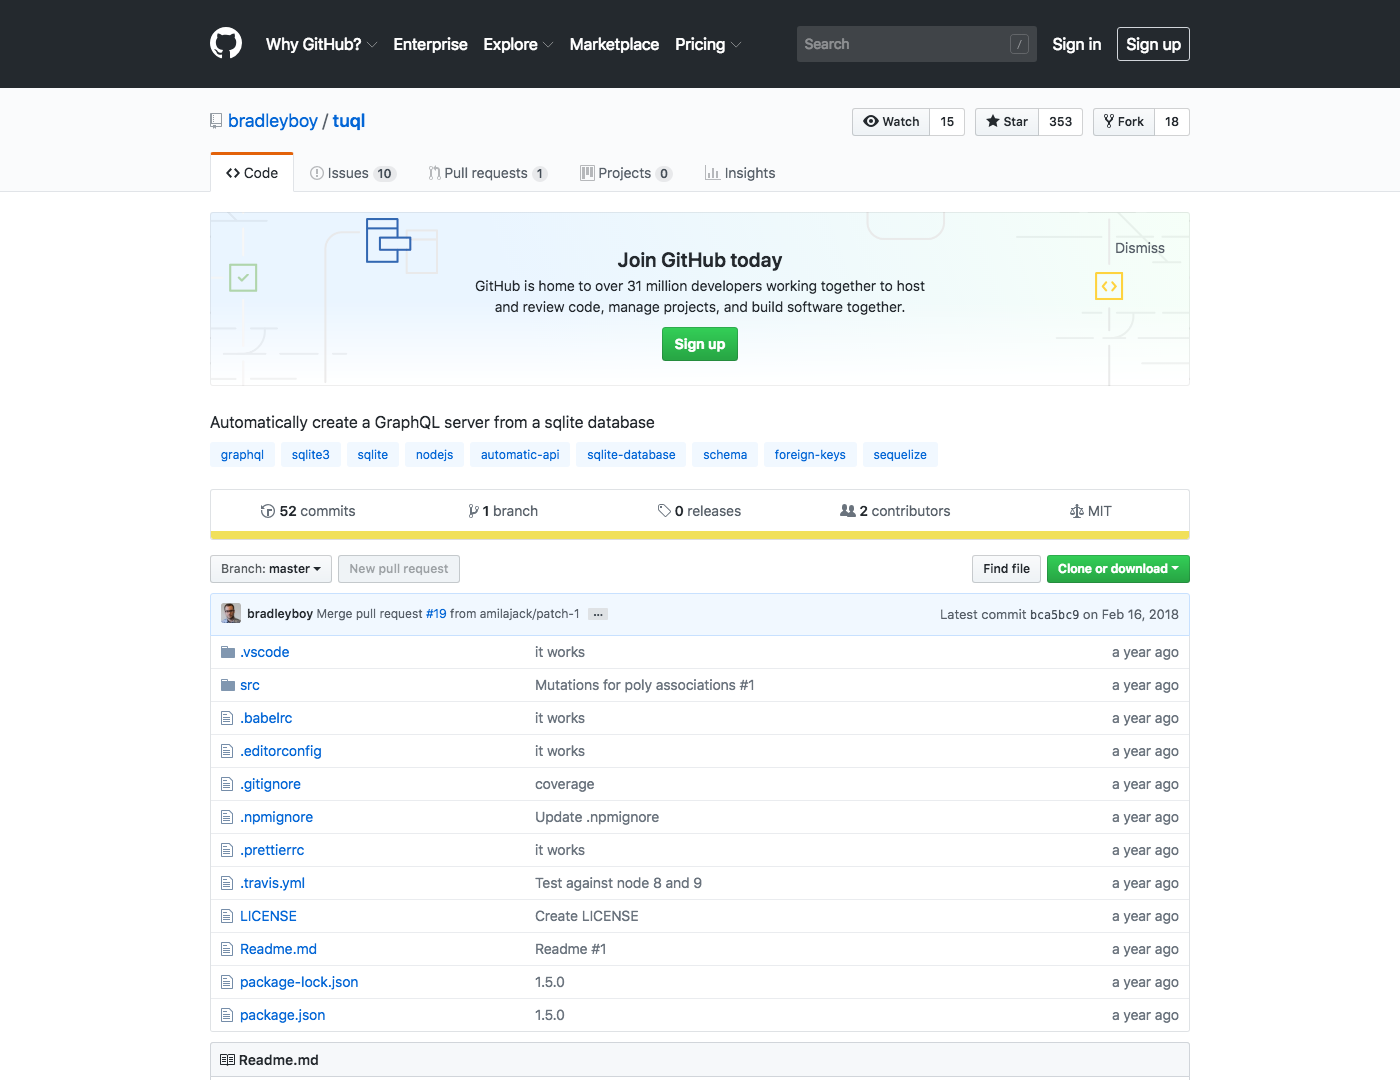 Why GitHub? Enterprise Explore Marketplace Pricing Search / Sign in Sign up
bradleyboy / tuql Watch 15 Star 353 Fork 18
Code Issues 10 Pull requests 1 Projects 0 Insights
Dismiss
Join GitHub today
GitHub is home to over 31 million developers working together to host
and review code, manage projects, and build software together.
Sign up
Automatically create a GraphQL server from a sqlite database
graphql sqlite3 sqlite nodejs automatic-api sqlite-database schema foreign-keys sequelize
52 commits 1 branch 0 releases 2 contributors MIT
Branch: master New pull request Find file Clone or download
bradleyboy Merge pull request #19 from amilajack/patch-1 … Latest commit bca5bc9 on Feb 16, 2018
.vscode it works a year ago
src Mutations for poly associations #1 a year ago
.babelrc it works a year ago
.editorconfig it works a year ago
.gitignore coverage a year ago
.npmignore Update .npmignore a year ago
.prettierrc it works a year ago
.travis.yml Test against node 8 and 9 a year ago
LICENSE Create LICENSE a year ago
Readme.md Readme #1 a year ago
package-lock.json 1.5.0 a year ago
package.json 1.5.0 a year ago
Readme.md